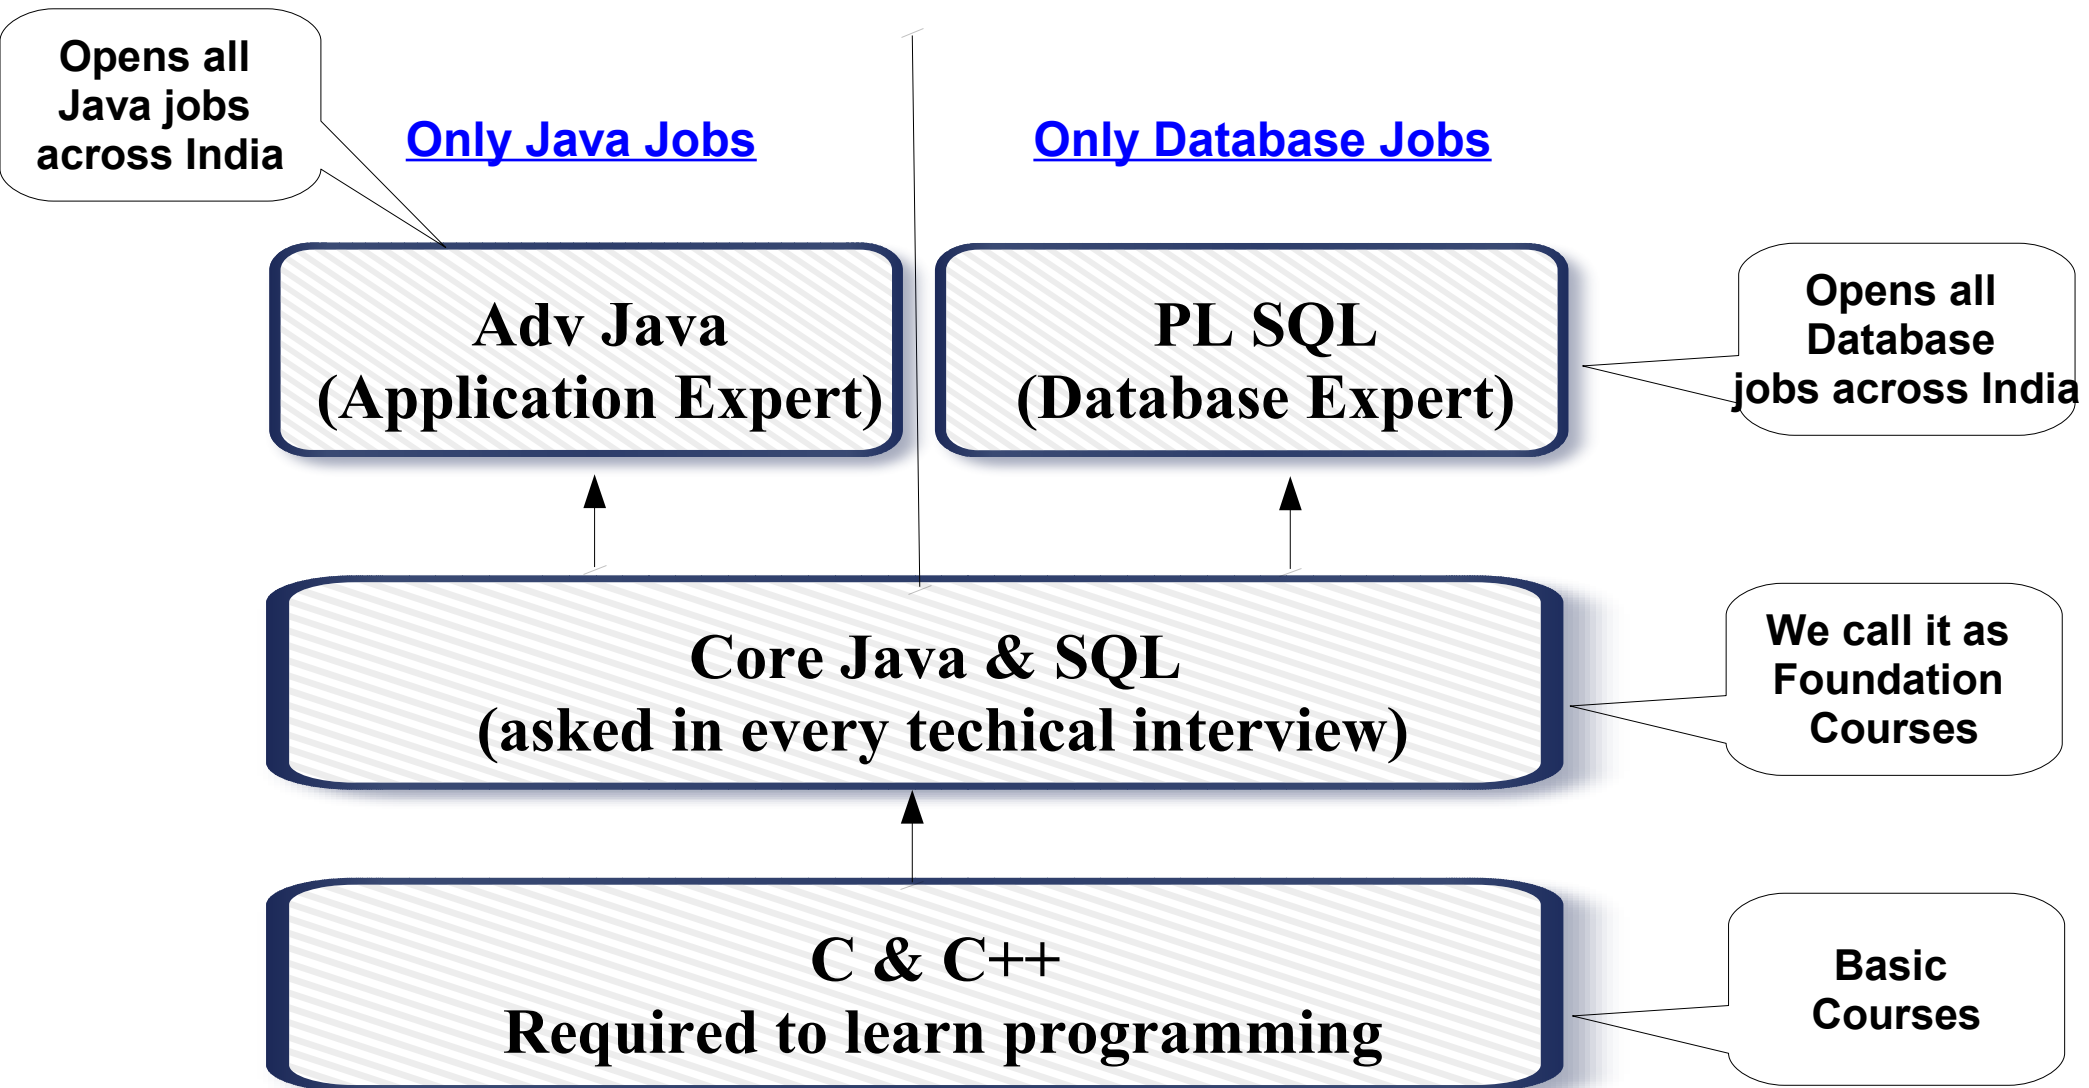 Opens all
Java jobs
across India
Only Java Jobs
Only Database Jobs
Adv Java
(Application Expert)
PL SQL
(Database Expert)
Opens all
Database
jobs across India
Core Java & SQL
(asked in every techical interview)
We call it as
Foundation
Courses
C & C++
Required to learn programming
Basic
Courses